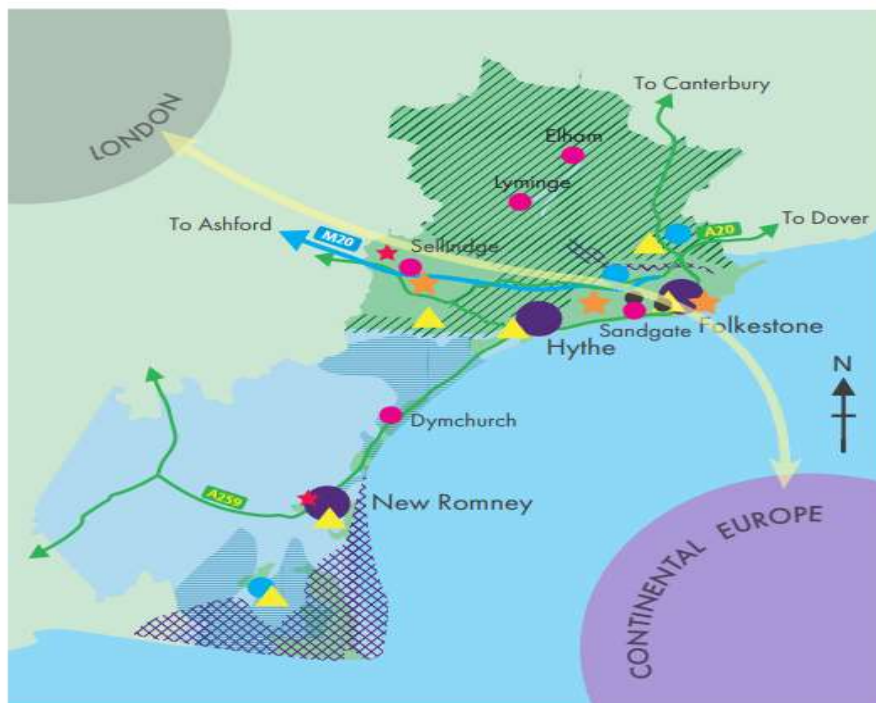 LONDON
To Canterbury
Elham
Lyminge
To Ashford
M20
Sellindge
A20
To Dover
Sandgate
Folkestone
Hythe
N
Dymchurch
A259
New Romney
CONTINENTAL EUROPE